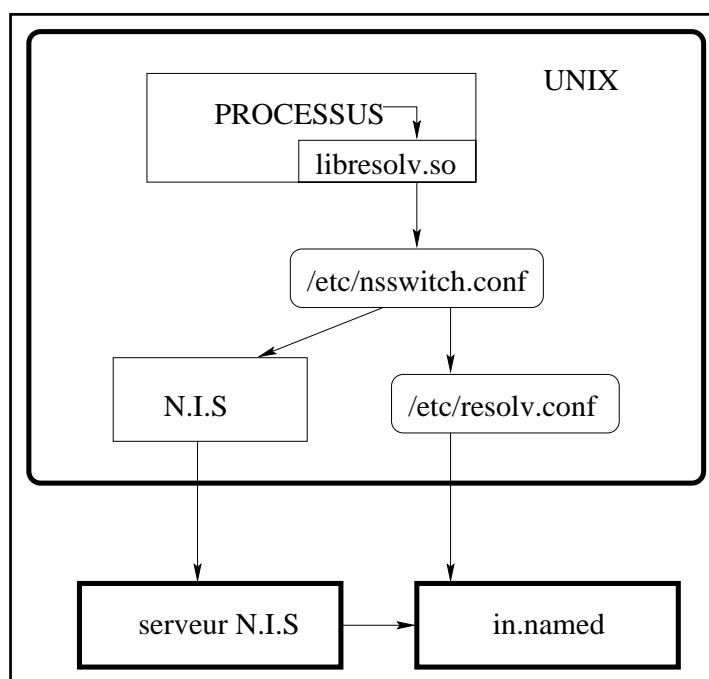 UNIX
PROCESSUS
libresolv.so
/etc/nsswitch.conf
N.I.S
/etc/resolv.conf
serveur N.I.S
in.named